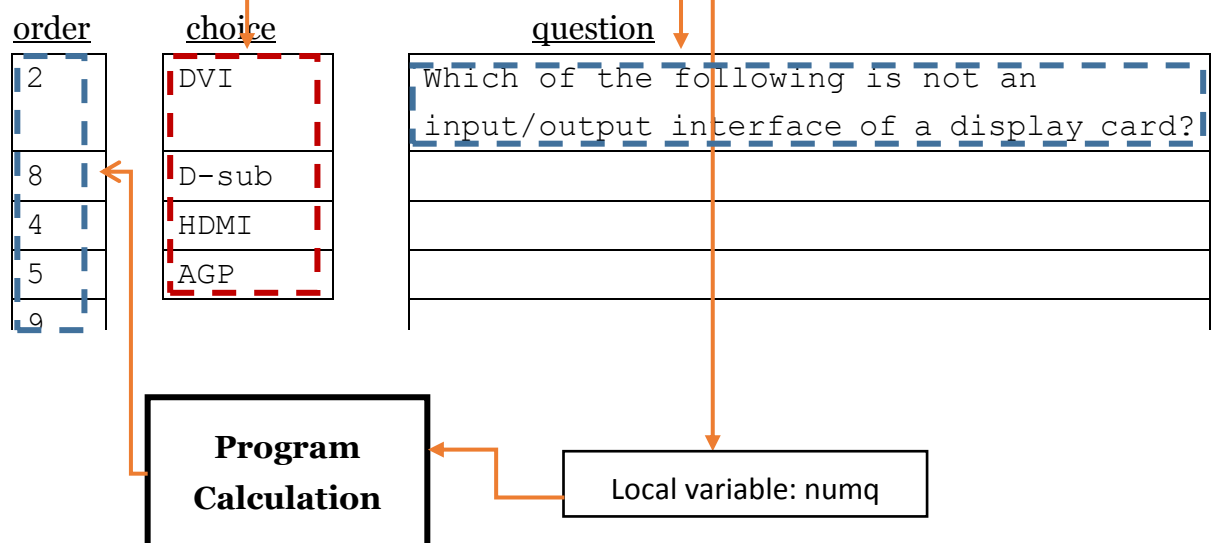 order choice question
2 DVI Which of the following is not an
input/output interface of a display card?
8 D-sub
4 HDMI
5 AGP
9
Program
Calculation
Local variable: numq